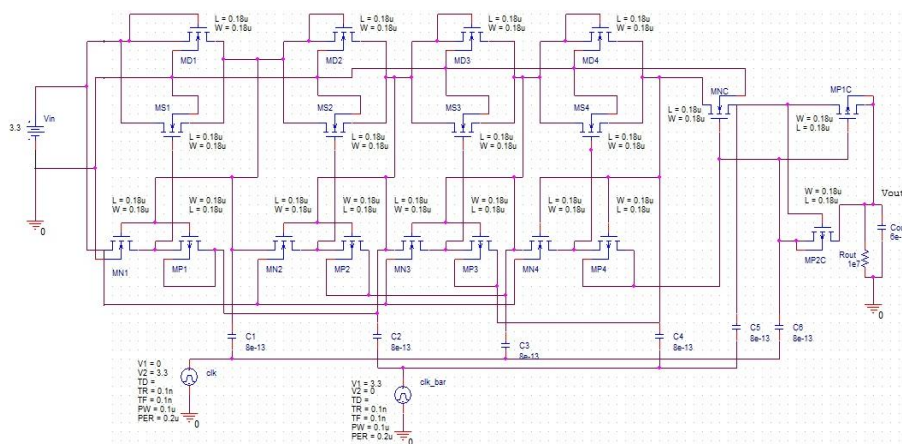 L = 0.18u
W = 0.18u
L = 0.18u
W = 0.18u
L = 0.18u
W = 0.18u
L = 0.18u
W = 0.18u
MD1
MD2
MD3
MD4
MS1
MS2
MS3
MS4
MNC
MP1C
3.3
Vin
L = 0.18u
W = 0.18u
L = 0.18u
W = 0.18u
L = 0.18u
W = 0.18u
L = 0.18u
W = 0.18u
L = 0.18u
W = 0.18u
W = 0.18u
L = 0.18u
L = 0.18u
W = 0.18u
W = 0.18u
L = 0.18u
L = 0.18u
W = 0.18u
W = 0.18u
L = 0.18u
L = 0.18u
W = 0.18u
W = 0.18u
L = 0.18u
L = 0.18u
W = 0.18u
W = 0.18u
L = 0.18u
W = 0.18u
L = 0.18u
Vout
0
MN1
MP1
MN2
MP2
MN3
MP3
MN4
MP4
MP2C
Rout
1e7
6e-
0
C1
8e-13
C2
8e-13
C3
8e-13
C4
8e-13
C5
8e-13
C6
8e-13
V1 = 0
V2 = 3.3
TD =
TR = 0.1n
TF = 0.1n
PW = 0.1u
PER = 0.2u
clk
0
V1 = 3.3
V2 = 0
TD =
TR = 0.1n
TF = 0.1n
PW = 0.1u
PER = 0.2u
clk_bar
0